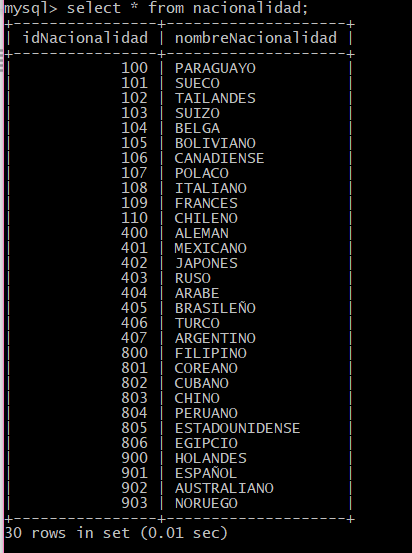 mysql> select * from nacionalidad;
+----------------+--------------------+
| idNacionalidad | nombreNacionalidad |
+----------------+--------------------+
|            100 | PARAGUAYO          |
|            101 | SUECO              |
|            102 | TAILANDES          |
|            103 | SUIZO              |
|            104 | BELGA              |
|            105 | BOLIVIANO          |
|            106 | CANADIENSE         |
|            107 | POLACO             |
|            108 | ITALIANO           |
|            109 | FRANCES            |
|            110 | CHILENO            |
|            400 | ALEMAN             |
|            401 | MEXICANO           |
|            402 | JAPONES            |
|            403 | RUSO               |
|            404 | ARABE              |
|            405 | BRASILEÑO          |
|            406 | TURCO              |
|            407 | ARGENTINO          |
|            800 | FILIPINO           |
|            801 | COREANO            |
|            802 | CUBANO             |
|            803 | CHINO              |
|            804 | PERUANO            |
|            805 | ESTADOUNIDENSE     |
|            806 | EGIPCIO            |
|            900 | HOLANDES           |
|            901 | ESPAÑOL            |
|            902 | AUSTRALIANO        |
|            903 | NORUEGO            |
+----------------+--------------------+
30 rows in set (0.01 sec)